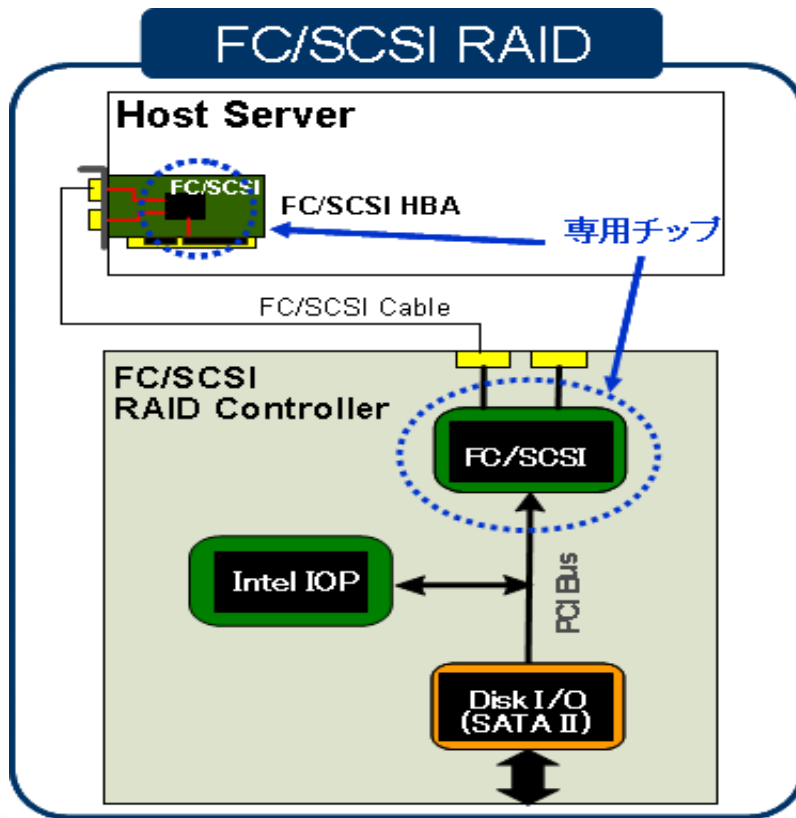 FC/SCSI RAID
Host Server
FC/SCSI
FC/SCSI HBA
専用チップ
FC/SCSI Cable
FC/SCSI
RAID Controller
FC/SCSI
Intel IOP
PCI Bus
Disk I/O
(SATA II)